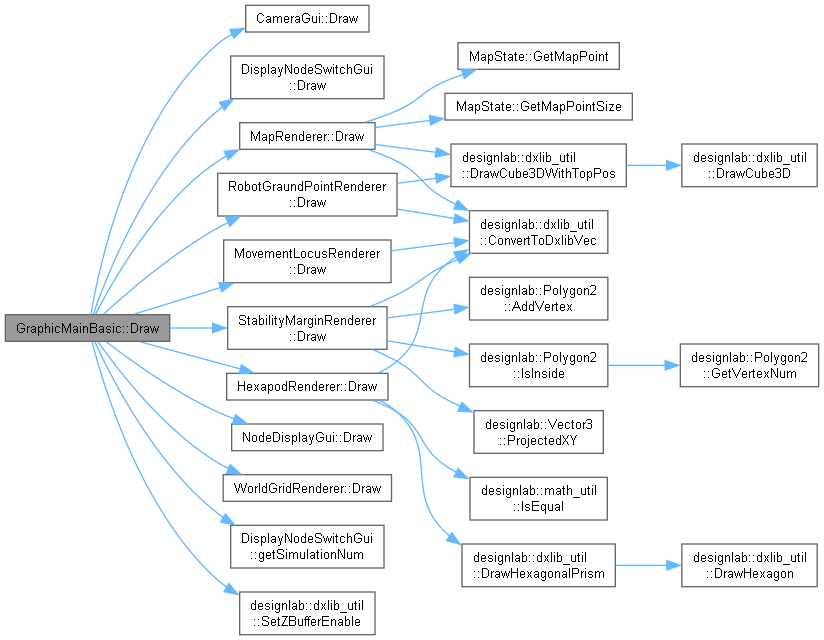 GraphicMainBasic::Draw
CameraGui::Draw
DisplayNodeSwitchGui
::Draw
MapRenderer::Draw
RobotGraundPointRenderer
::Draw
MovementLocusRenderer
::Draw
StabilityMarginRenderer
::Draw
HexapodRenderer::Draw
NodeDisplayGui::Draw
WorldGridRenderer::Draw
DisplayNodeSwitchGui
::getSimulationNum
designlab::dxlib_util
::SetZBufferEnable
MapState::GetMapPoint
MapState::GetMapPointSize
designlab::dxlib_util
::DrawCube3DWithTopPos
designlab::dxlib_util
::ConvertToDxlibVec
designlab::Polygon2
::AddVertex
designlab::Polygon2
::IsInside
designlab::Vector3
::ProjectedXY
designlab::math_util
::IsEqual
designlab::dxlib_util
::DrawHexagonalPrism
designlab::dxlib_util
::DrawCube3D
designlab::Polygon2
::GetVertexNum
designlab::dxlib_util
::DrawHexagon